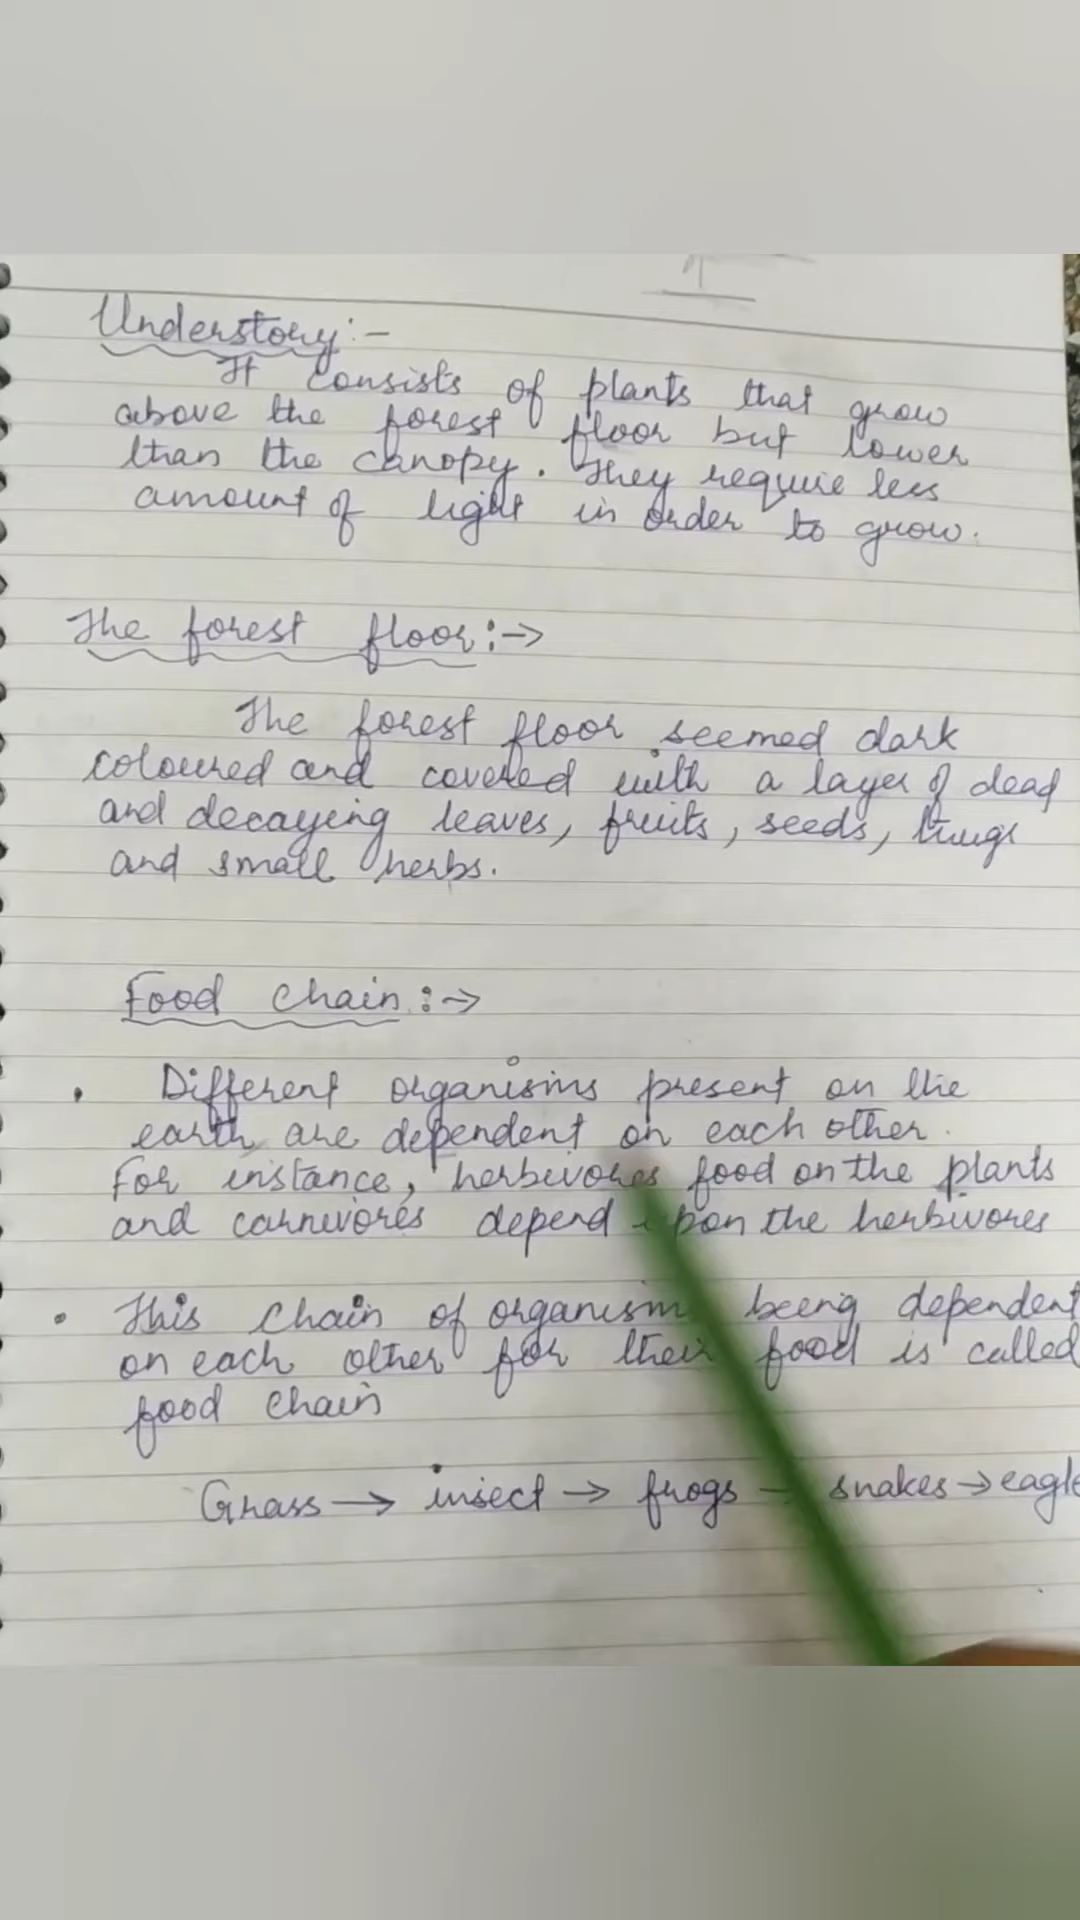 Understory:-
It consists of plants that grow
above the forest floor but lower
than the canopy. They require less
amount of light in order to grow.
The forest floor:->
The forest floor seemed dark
coloured and covered with a layer of dead
and decaying leaves, fruits, seeds,
and small herbs.
Food chain:->
• Different organisms present on the
earth are dependent on each other.
For instance, herbivores food on the plants
and carnivores depend upon the herbivores
• This chain of organism being dependent
on each other for their food is called
food chain
Grass → insect → frogs → snakes → eagle